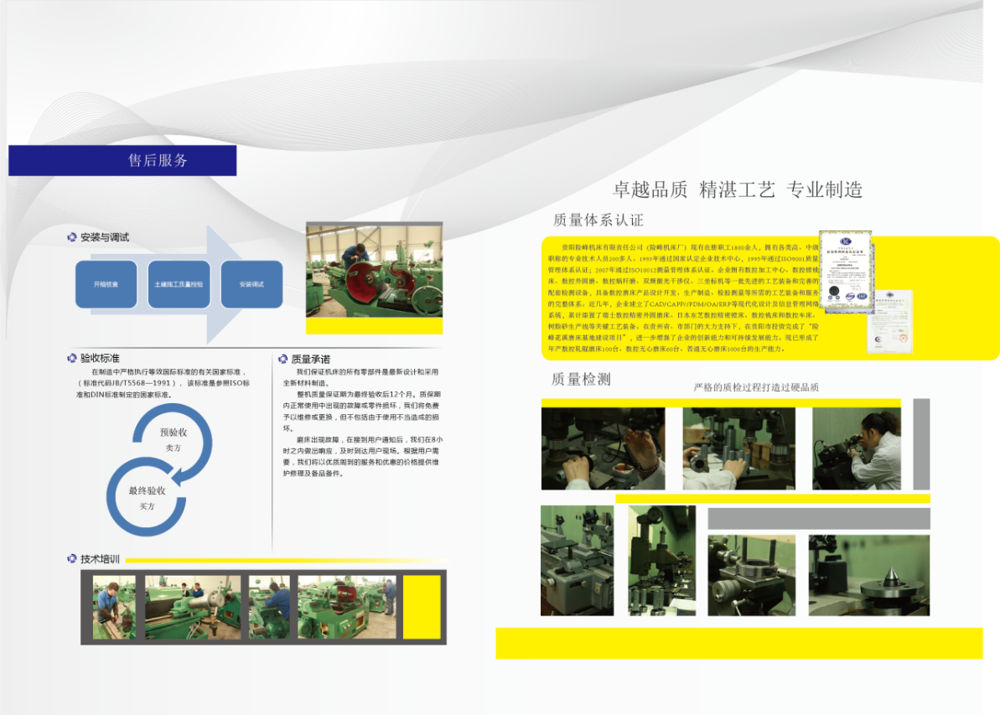 售后服务
安装与调试
开箱核查
土建施工质量检验
安装调试
验收标准
在制造中严格执行等效国际标准的有关国家标准，
（标准代码JB/T5568—1991），该标准是参照ISO标
准和DIN标准制定的国家标准。
预验收
卖方
最终验收
买方
质量承诺
我们保证机床的所有零部件是最新设计和采用
全新材料制造。
整机质量保证期为最终验收后12个月。质保期
内正常使用中出现的故障或零件损坏，我们将免费
予以维修或更换，但不包括由于使用不当造成的损
坏。
磨床出现故障，在接到用户通知后，我们在8小
时之内做出响应，及时到达用户现场。根据用户需
要，我们将以优质周到的服务和优惠的价格提供维
护修理及备品备件。
技术培训
卓越品质 精湛工艺 专业制造
质量体系认证
贵阳险峰机床有限责任公司（险峰机床厂）现有在册职工1800余人，拥有各类高、中级
职称的专业技术人员200多人。1993年通过国家认定企业技术中心，1995年通过ISO9001质量
管理体系认证；2007年通过ISO10012测量管理体系认证。企业拥有数控加工中心、数控镗铣
床、数控外圆磨、数控蜗杆磨、双频激光干涉仪、三坐标机等一批先进的工艺装备和完善的
配套检测设备，具备数控磨床产品设计开发、生产制造、检验测量等所需的工艺装备和服务
的完整体系。近几年，企业建立了CAD/CAPP//PDM/OA/ERP等现代化设计及信息管理网络
系统，累计添置了瑞士数控精密外圆磨床、日本东芝数控精密镗床、数控铣床和数控车床、
树脂砂生产线等关键工艺装备。在贵州省、市部门的大力支持下，在贵阳市投资完成了“险
峰花溪磨床基地建设项目”，进一步增强了企业的创新能力和可持续发展能力。现已形成了
年产数控轧辊磨床100台、数控无心磨床60台、普通无心磨床1000台的生产能力。
质量检测
严格的质检过程打造过硬品质